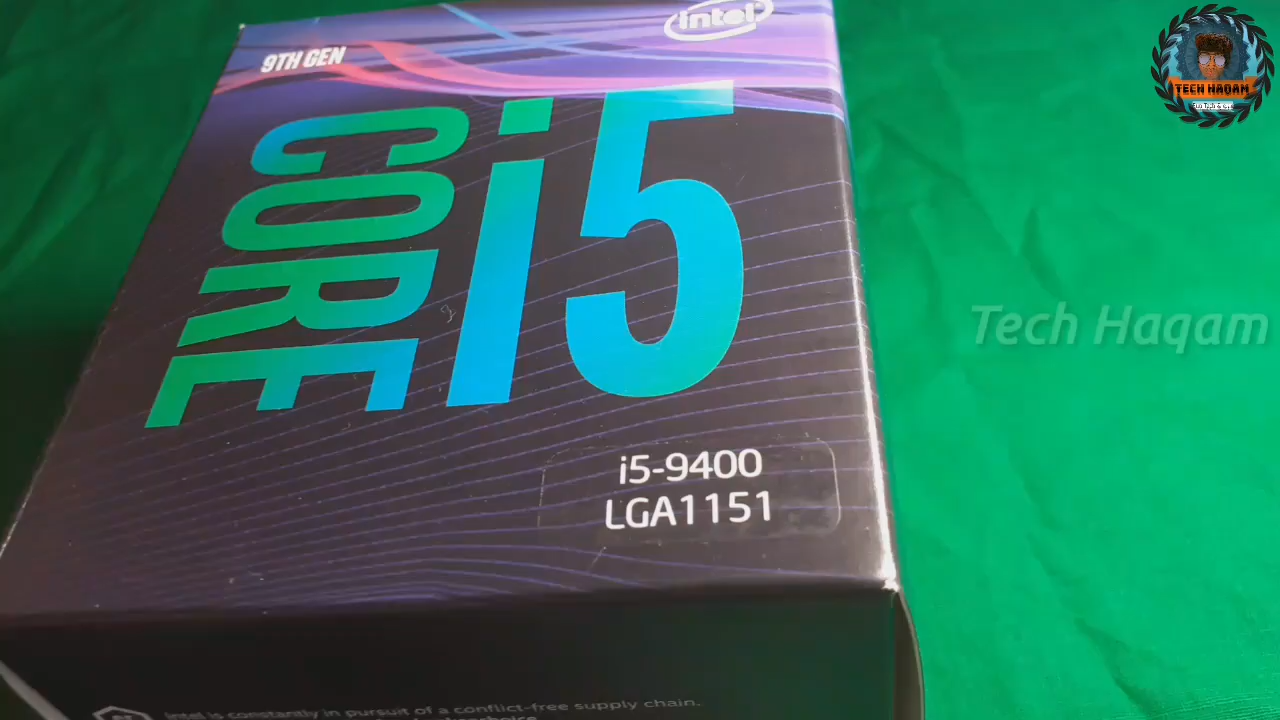 intel
9TH GEN
CORE i5
i5-9400
LGA1151
Intel is constantly in pursuit of a conflict-free supply chain.
TECH HAQAM
Tech Haqam